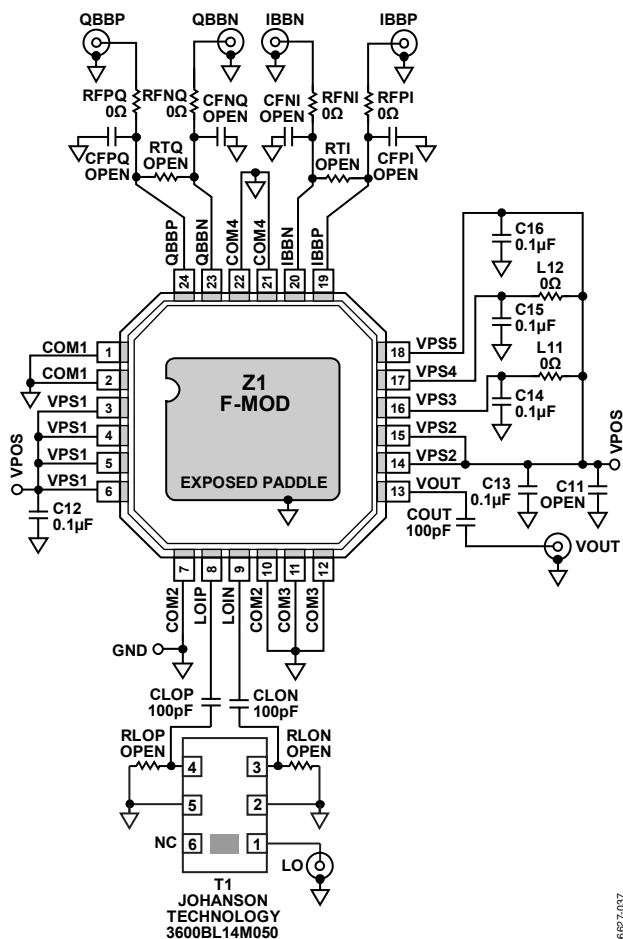 QBBP
QBBN
IBBN
IBBP
RFPQ
0Ω
RFNQ
0Ω
CFNQ
OPEN
CFNI
OPEN
RFNI
0Ω
RFPI
0Ω
CFPQ
OPEN
RTQ
OPEN
RTI
OPEN
CFPI
OPEN
QBBP
QBBN
COM4
COM4
IBBN
IBBP
24
23
22
21
20
19
C16
0.1µF
L12
0Ω
C15
0.1µF
L11
0Ω
C14
0.1µF
COM1
1
COM1
2
VPS1
3
VPS1
4
VPS1
5
VPS1
6
VPOS
C12
0.1µF
Z1
F-MOD
EXPOSED PADDLE
18
VPS5
17
VPS4
16
VPS3
15
VPS2
14
VPS2
13
VOUT
VPOS
C13
0.1µF
C11
OPEN
COUT
100pF
VOUT
7
8
9
10
11
12
COM2
LOIP
LOIN
COM2
COM3
COM3
GND
CLOP
100pF
CLON
100pF
RLOP
OPEN
RLON
OPEN
4
3
5
2
NC
6
1
LO
T1
JOHANSON
TECHNOLOGY
3600BL14M050
6627-037